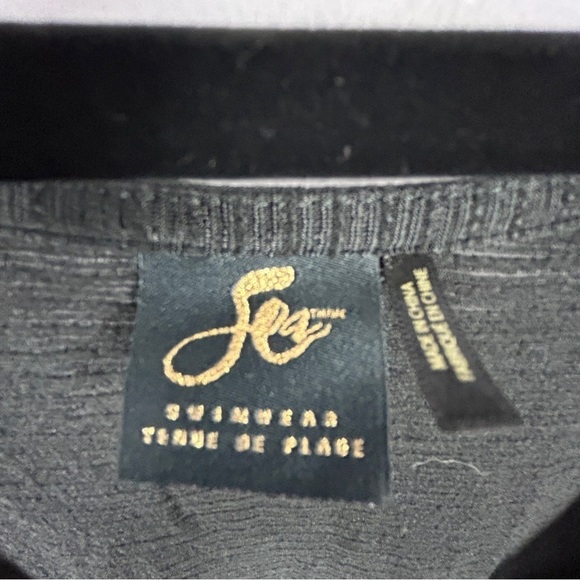 Sea
SWIMWEAR
TENUE DE PLAGE
MADE IN CHINA
FABRIQUÉ EN CHINE